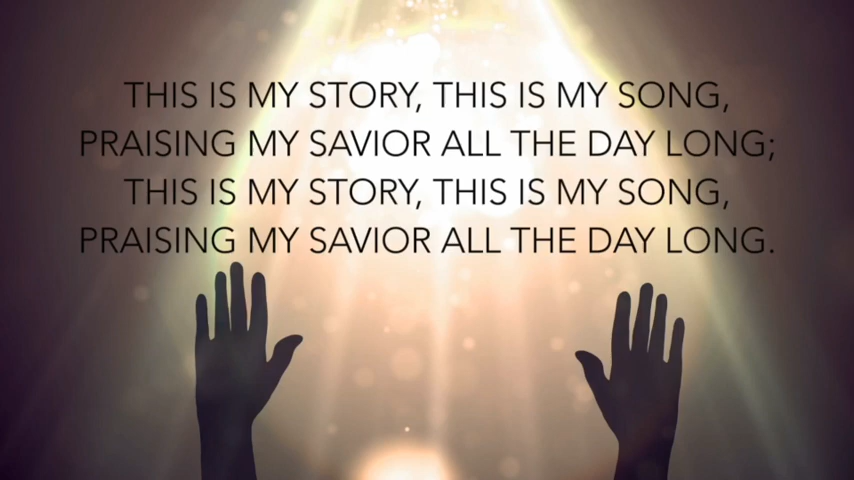 THIS IS MY STORY, THIS IS MY SONG,
PRAISING MY SAVIOR ALL THE DAY LONG;
THIS IS MY STORY, THIS IS MY SONG,
PRAISING MY SAVIOR ALL THE DAY LONG.